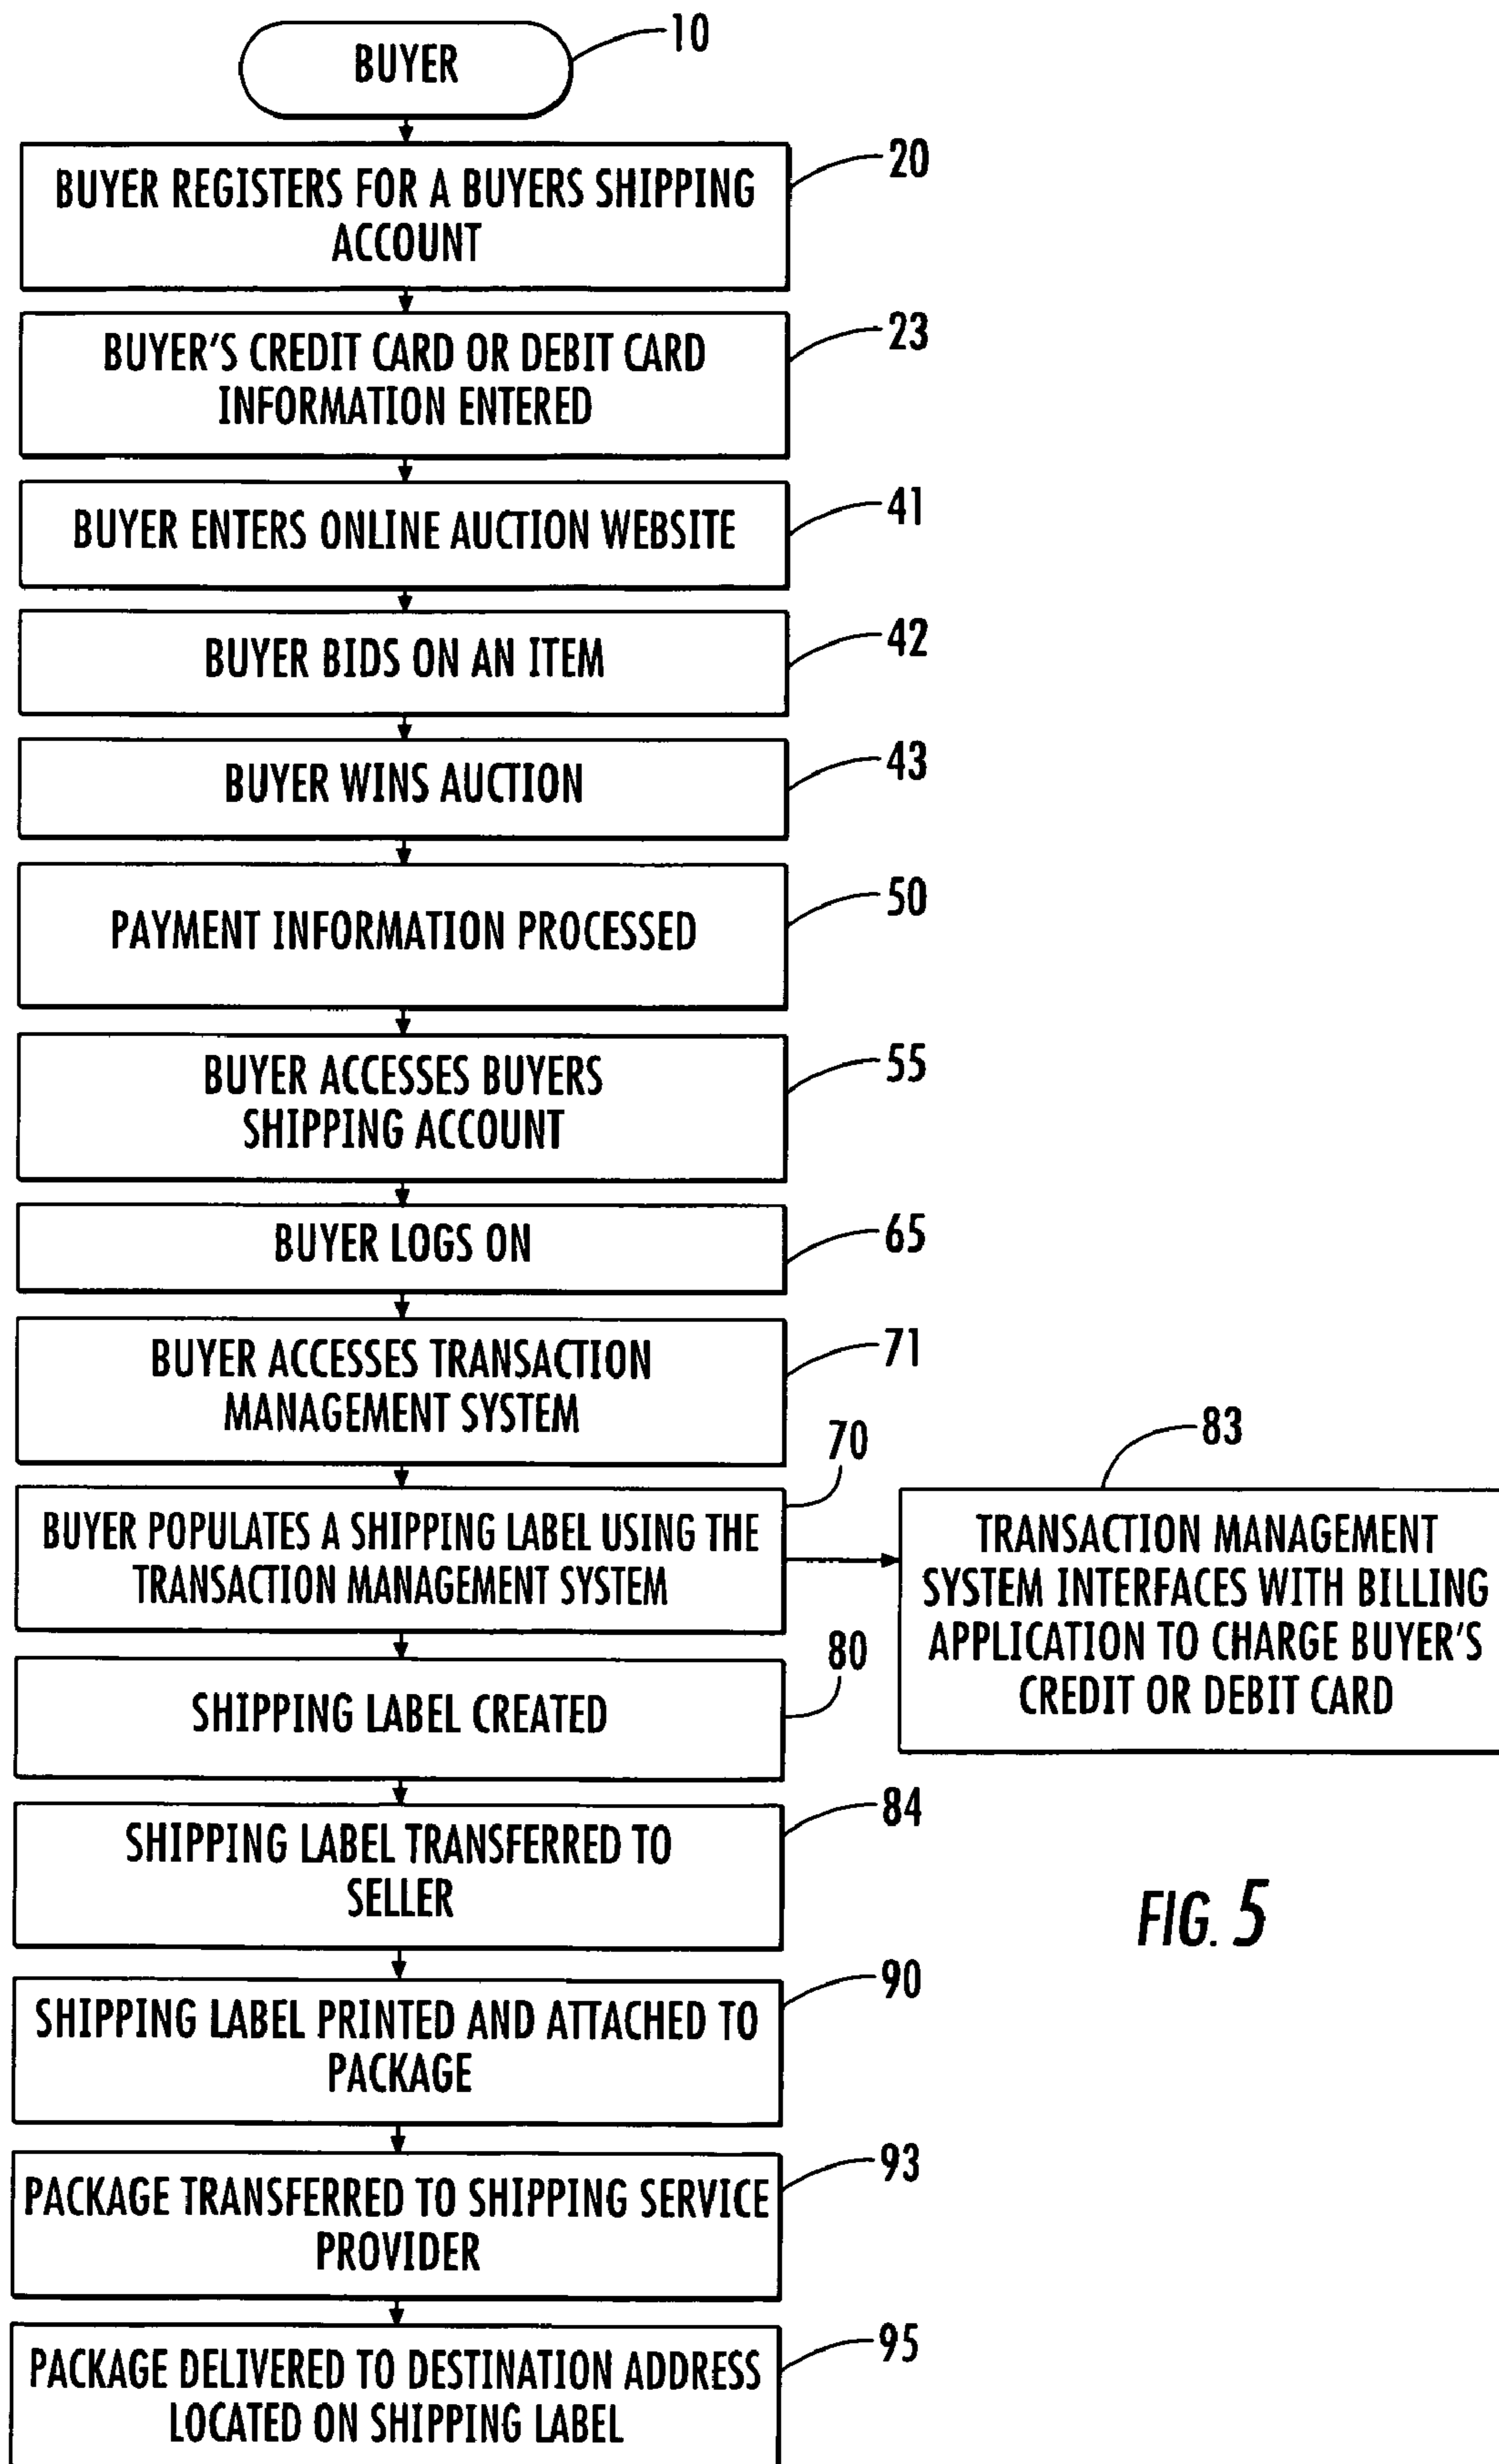 BUYER
10
BUYER REGISTERS FOR A BUYERS SHIPPING
ACCOUNT
20
BUYER'S CREDIT CARD OR DEBIT CARD
INFORMATION ENTERED
23
BUYER ENTERS ONLINE AUCTION WEBSITE
41
BUYER BIDS ON AN ITEM
42
BUYER WINS AUCTION
43
PAYMENT INFORMATION PROCESSED
50
BUYER ACCESSES BUYERS
SHIPPING ACCOUNT
55
BUYER LOGS ON
65
BUYER ACCESSES TRANSACTION
MANAGEMENT SYSTEM
71
BUYER POPULATES A SHIPPING LABEL USING THE
TRANSACTION MANAGEMENT SYSTEM
70
TRANSACTION MANAGEMENT
SYSTEM INTERFACES WITH BILLING
APPLICATION TO CHARGE BUYER'S
CREDIT OR DEBIT CARD
83
SHIPPING LABEL CREATED
80
SHIPPING LABEL TRANSFERRED TO
SELLER
84
FIG. 5
SHIPPING LABEL PRINTED AND ATTACHED TO
PACKAGE
90
PACKAGE TRANSFERRED TO SHIPPING SERVICE
PROVIDER
93
PACKAGE DELIVERED TO DESTINATION ADDRESS
LOCATED ON SHIPPING LABEL
95